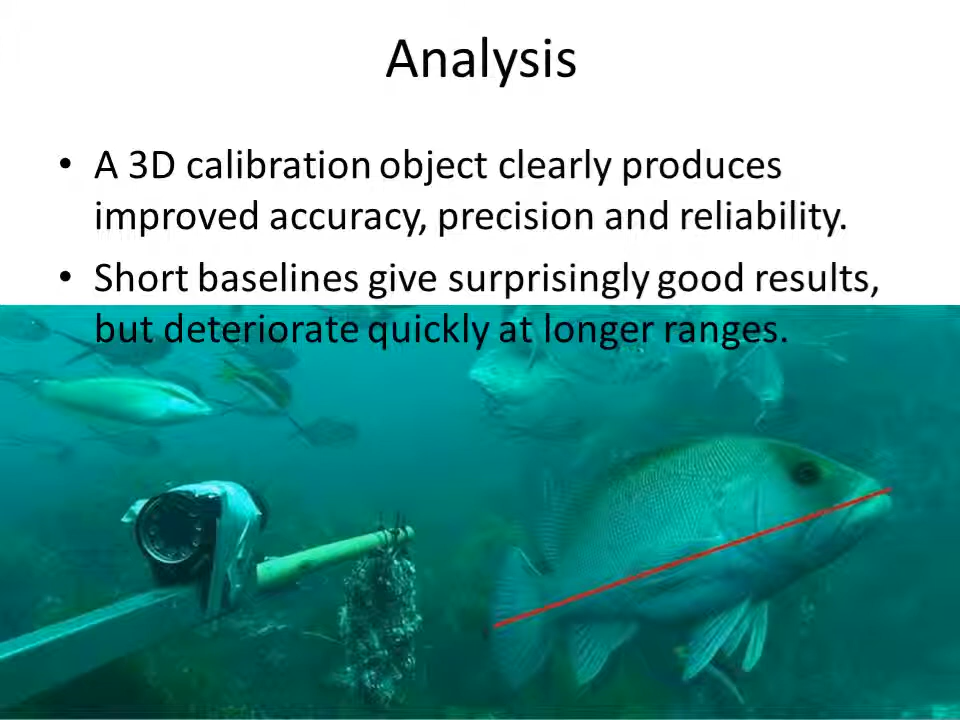 Analysis
• A 3D calibration object clearly produces
improved accuracy, precision and reliability.
• Short baselines give surprisingly good results,
but deteriorate quickly at longer ranges.